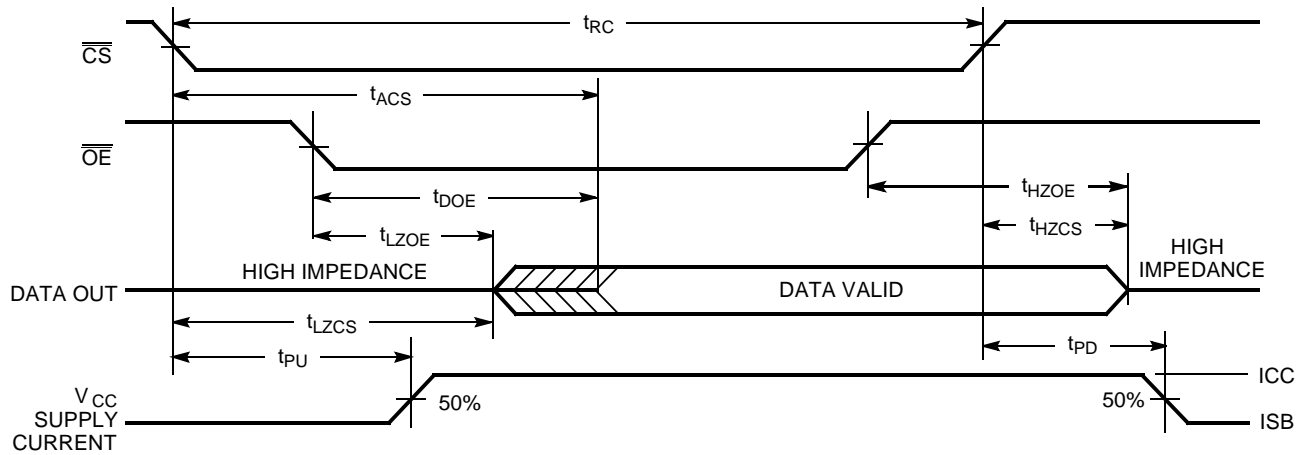 tRC
CS
tACS
OE
tDOE
tHZOE
tLZOE
tHZCS
HIGH IMPEDANCE
HIGH
IMPEDANCE
DATA OUT
DATA VALID
tLZCS
tPU
tPD
VCC
SUPPLY
CURRENT
50%
50%
ICC
ISB